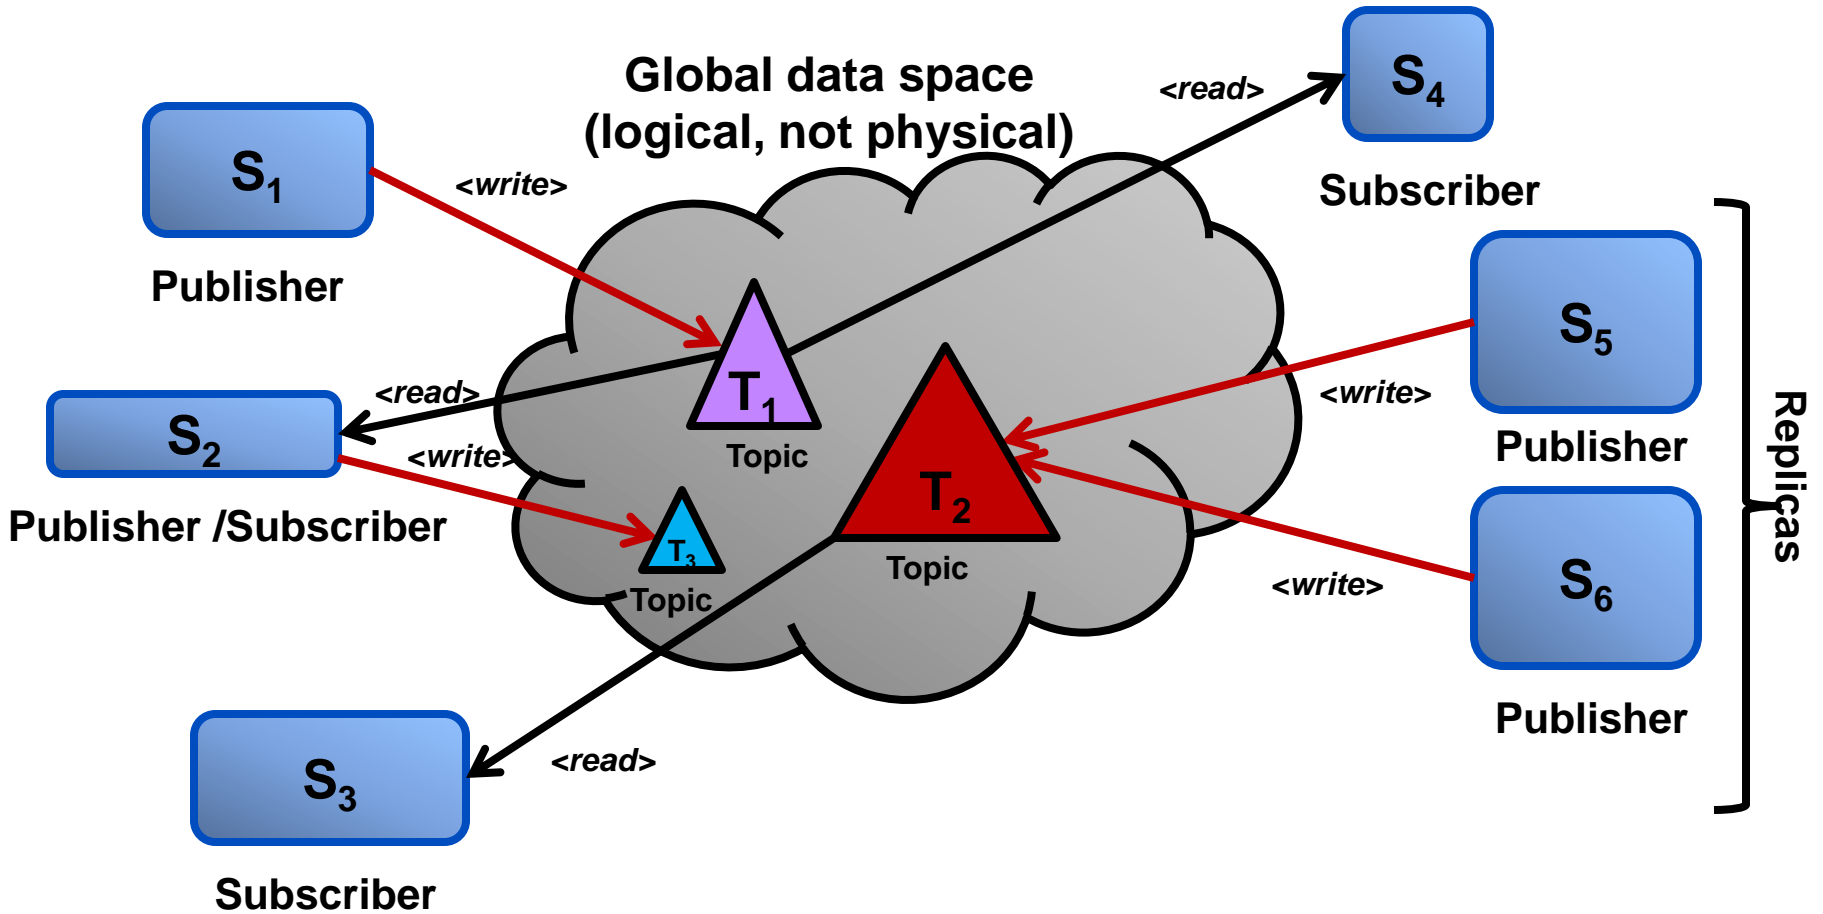 Global data space
(logical, not physical)
S1
Publisher
<write>
<read>
S4
Subscriber
S5
Publisher
<write>
T1
Topic
<read>
S2
Publisher /Subscriber
<write>
T3
Topic
T2
Topic
S6
Publisher
<write>
Replicas
S3
Subscriber
<read>